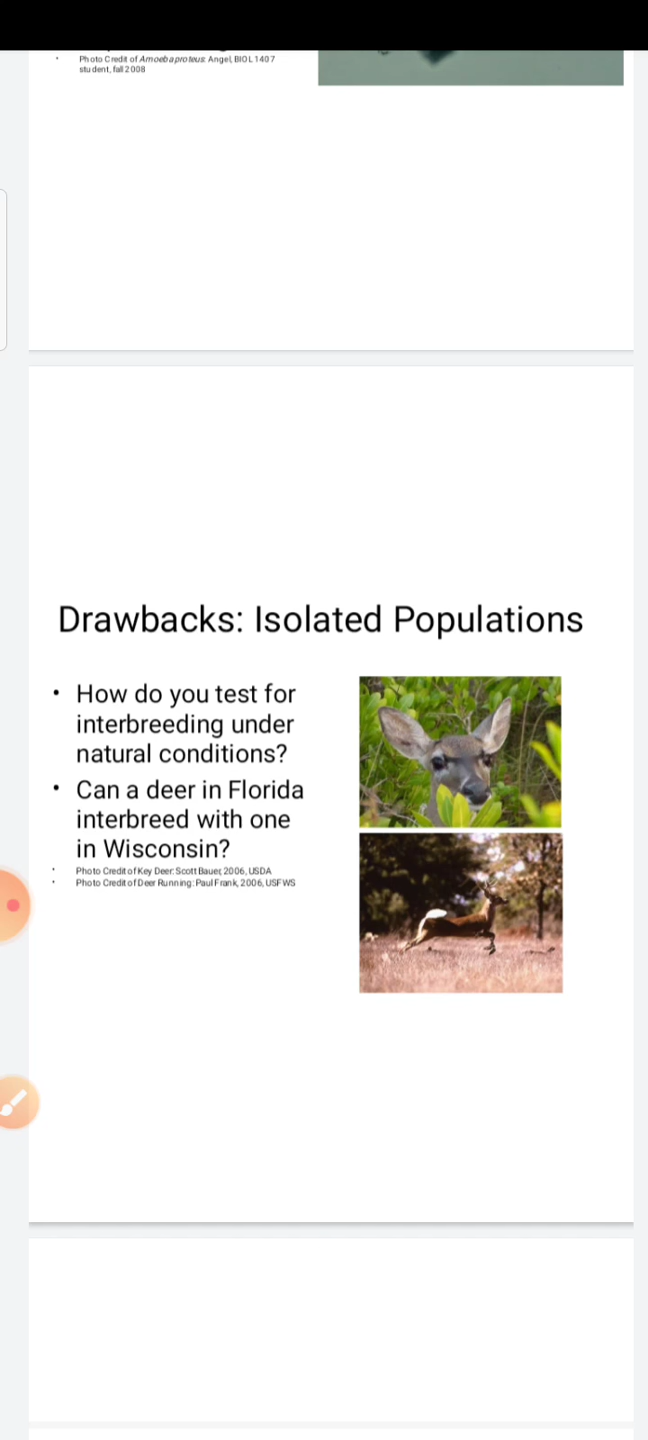 Photo Credit of Amoeba proteus: Angel, BIOL 1407
student, fall 2008
Drawbacks: Isolated Populations
• How do you test for
interbreeding under
natural conditions?
• Can a deer in Florida
interbreed with one
in Wisconsin?
• Photo Credit of Key Deer: Scott Bauer, 2006, USDA
• Photo Credit of Deer Running: Paul Frank, 2006, USFWS